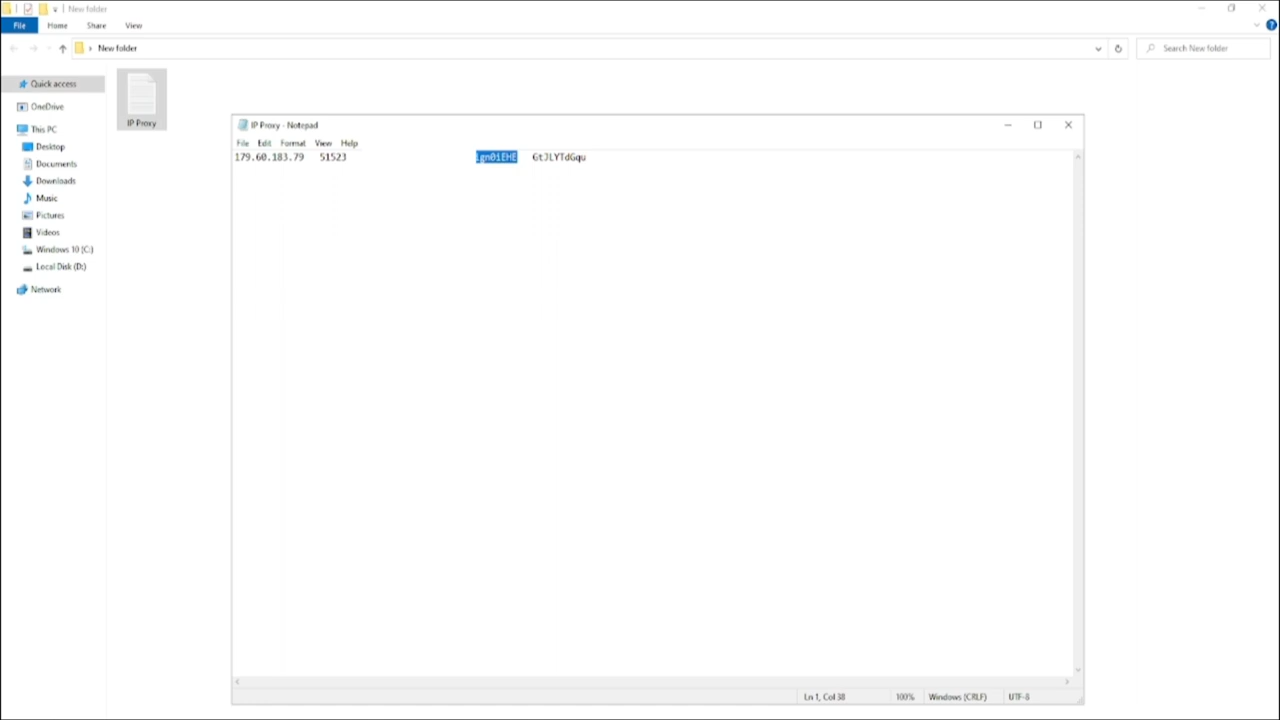 New folder
File Home Share View
New folder
Search New folder
Quick access
OneDrive
This PC
Desktop
Documents
Downloads
Music
Pictures
Videos
Windows 10 (C:)
Local Disk (D:)
Network
IP Proxy
IP Proxy - Notepad
File Edit Format View Help
179.60.183.79 51523 GtJLYTdGqu
Ln 1, Col 38 100% Windows (CRLF) UTF-8